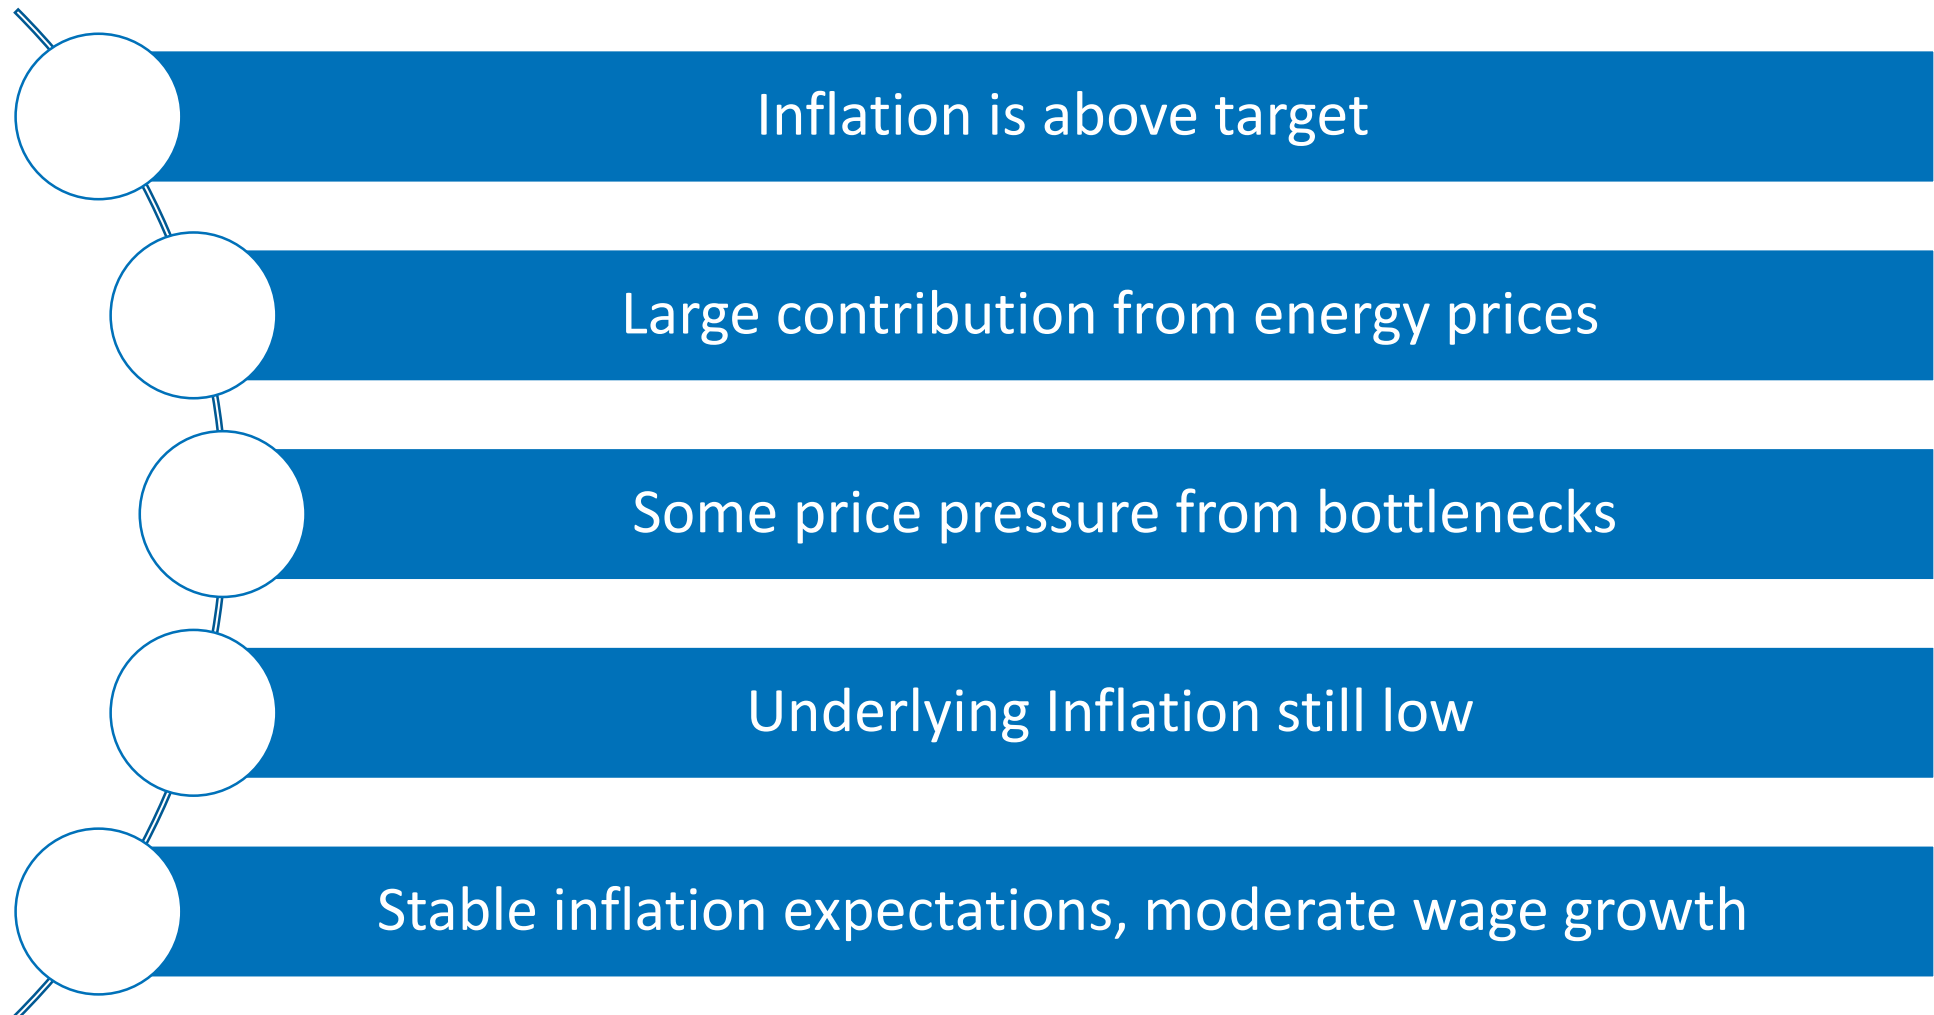 Inflation is above target
Large contribution from energy prices
Some price pressure from bottlenecks
Underlying Inflation still low
Stable inflation expectations, moderate wage growth